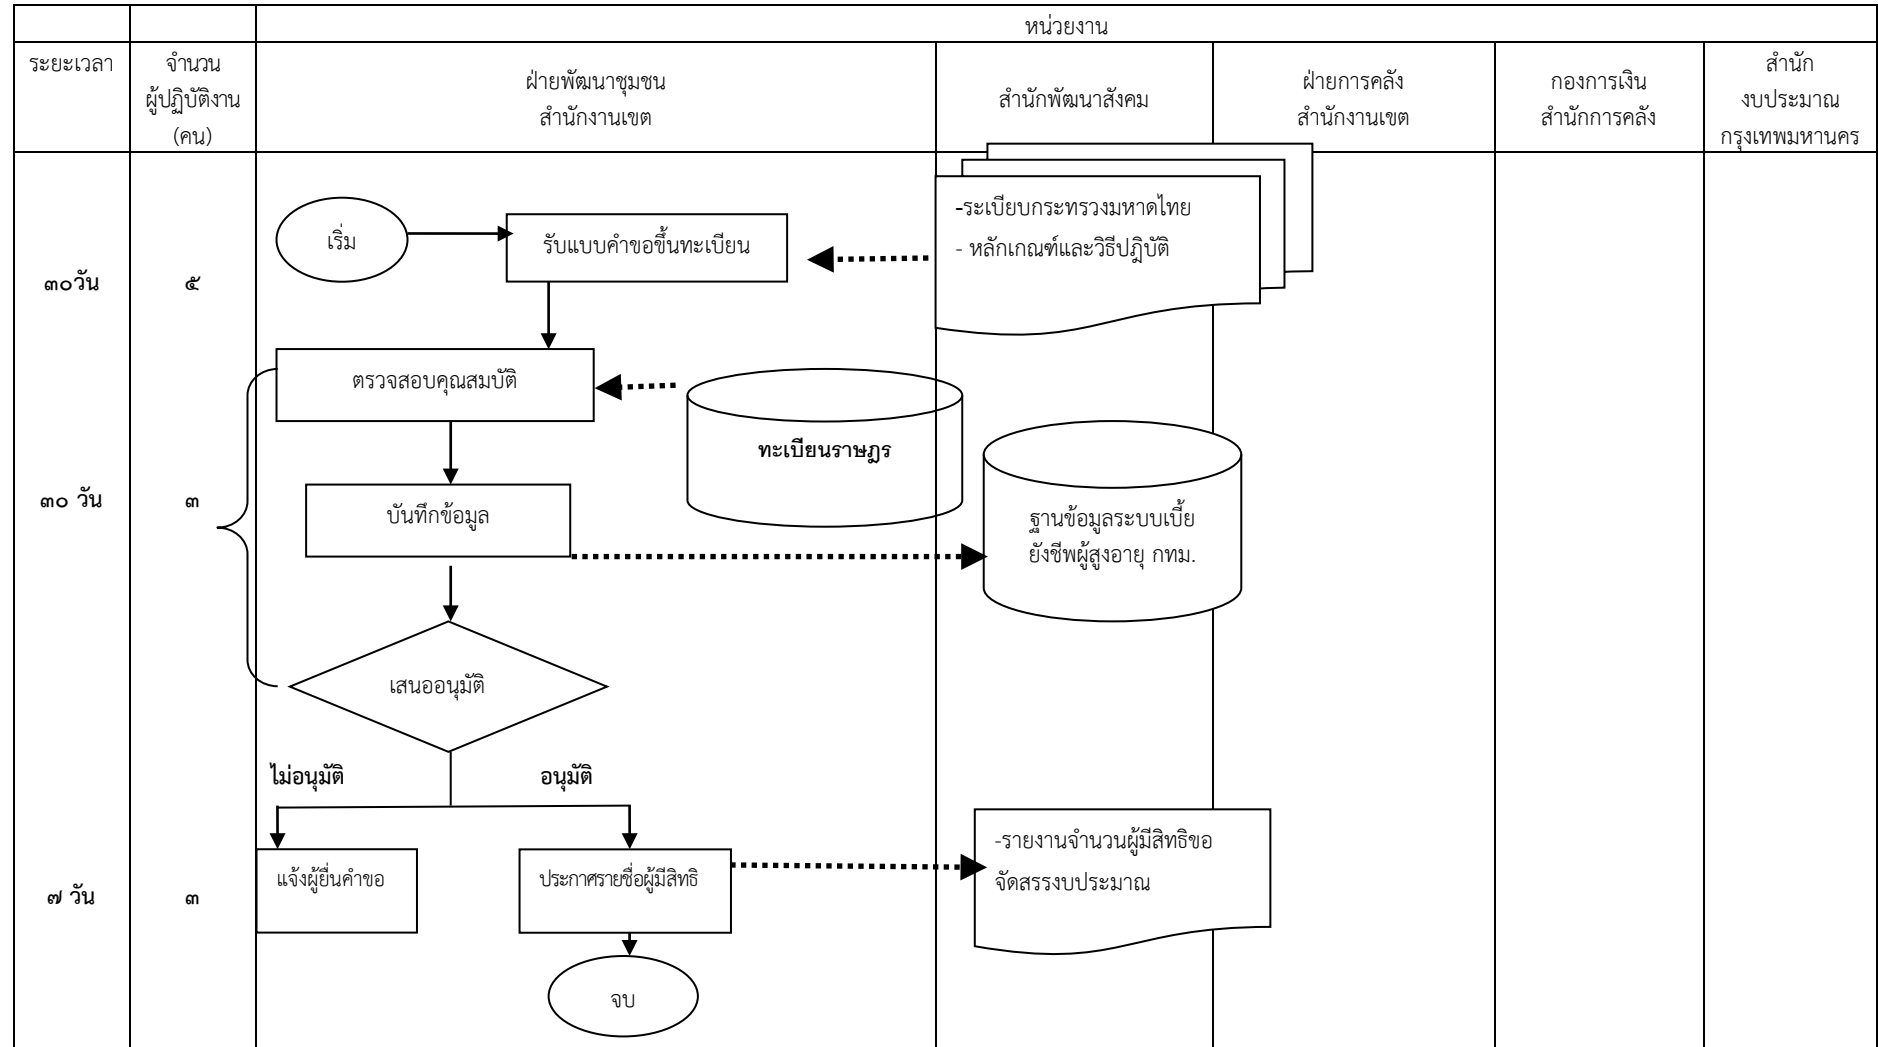 หน่วยงาน
ระยะเวลา
จำนวน
ผู้ปฏิบัติงาน
(คน)
ฝ่ายพัฒนาชุมชน
สำนักงานเขต
สำนักพัฒนาสังคม
ฝ่ายการคลัง
สำนักงานเขต
กองการเงิน
สำนักการคลัง
สำนัก
งบประมาณ
กรุงเทพมหานคร
เริ่ม
รับแบบคำขอขึ้นทะเบียน
-ระเบียบกระทรวงมหาดไทย
- หลักเกณฑ์และวิธีปฎิบัติ
๓๐วัน
๕
ตรวจสอบคุณสมบัติ
ทะเบียนราษฎร
๓๐ วัน
๓
บันทึกข้อมูล
ฐานข้อมูลระบบเบี้ย
ยังชีพผู้สูงอายุ กทม.
เสนออนุมัติ
ไม่อนุมัติ
อนุมัติ
แจ้งผู้ยื่นคำขอ
ประกาศรายชื่อผู้มีสิทธิ
-รายงานจำนวนผู้มีสิทธิขอ
จัดสรรงบประมาณ
๗ วัน
๓
จบ